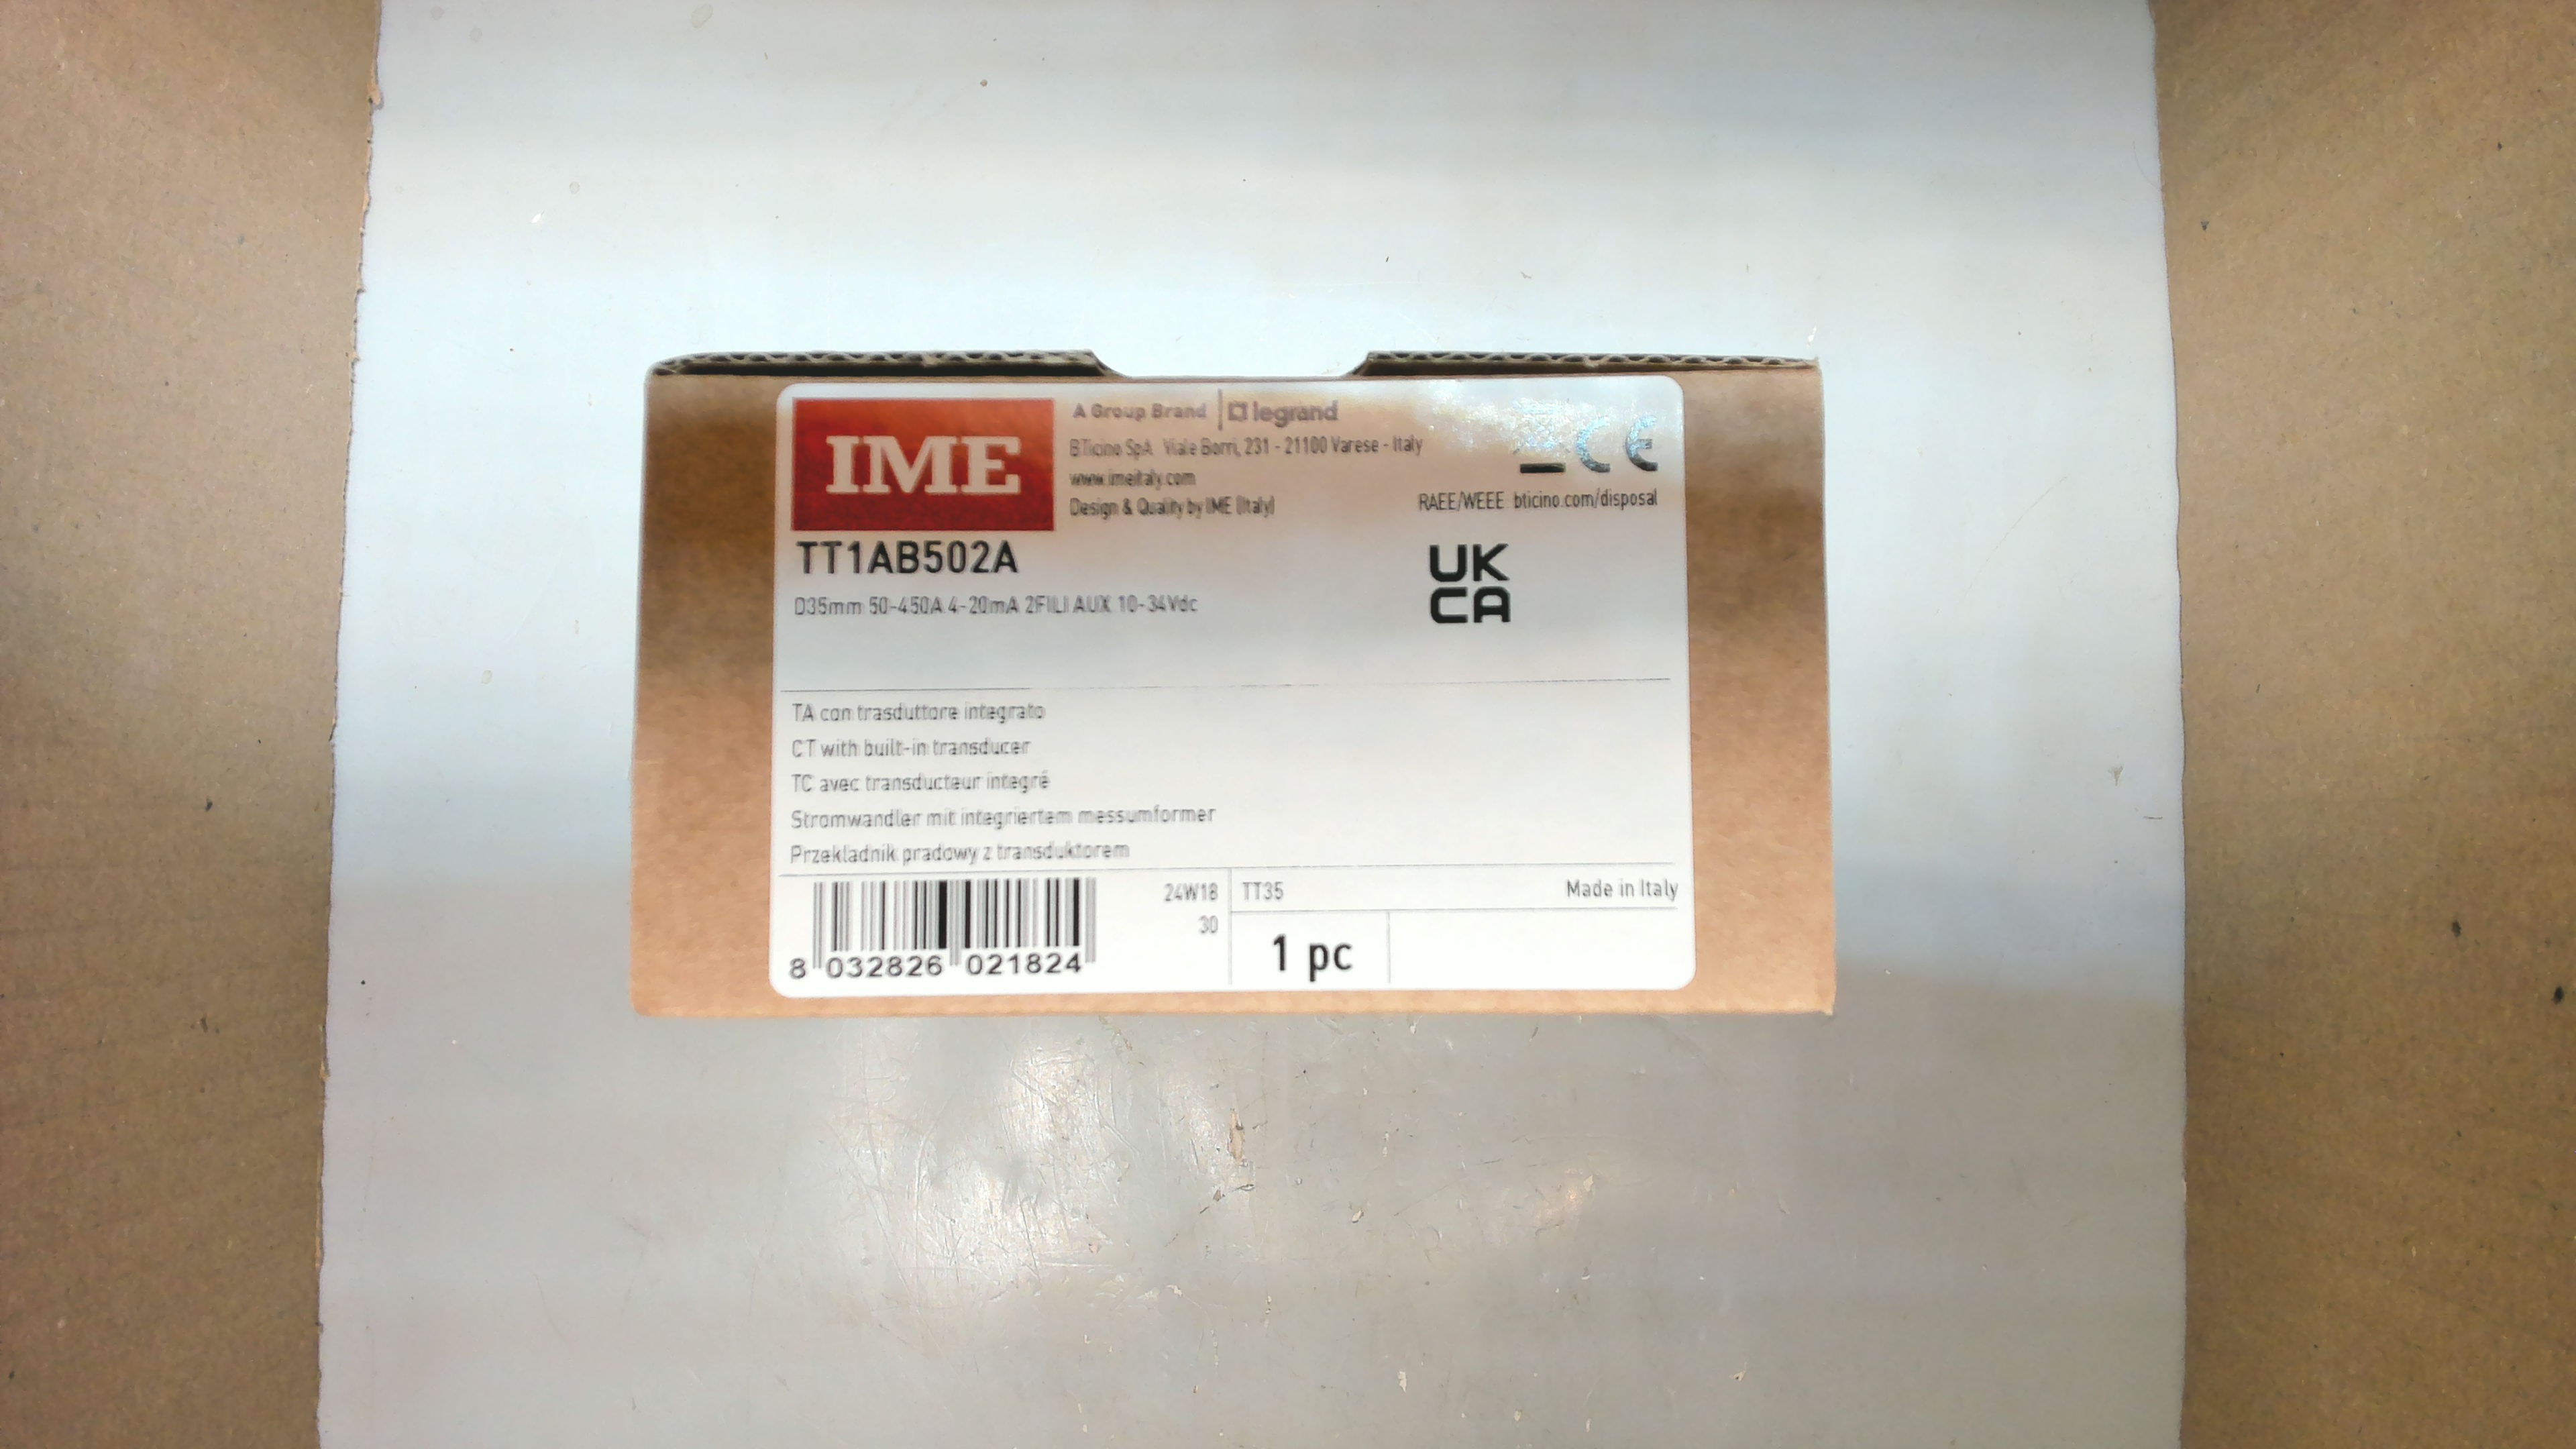 IME
A Group Brand legrand
BTicino SpA Viale Borri, 231 - 21100 Varese - Italy
www.imeitaly.com
Design & Quality by IME (Italy)
CE
RAEE/WEEE bticino.com/disposal
TT1AB502A
D35mm 50-450A 4-20mA 2FILI AUX 10-34Vdc
UK
CA
TA con trasduttore integrato
CT with built-in transducer
TC avec transducteur integré
Stromwandler mit integriertem messumformer
Przekladnik pradowy z transduktorem
8 032826 021824
24W18
30
TT35
Made in Italy
1 pc